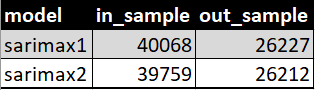 model in_sample out_sample
sarimax1 40068 26227
sarimax2 39759 26212